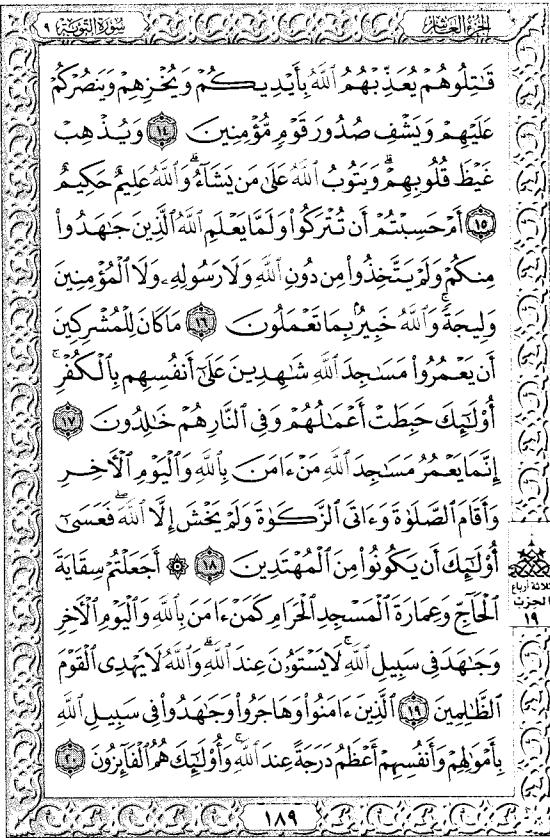 الجزء العاشر
سورة التوبة ٩
قَٰتِلُوهُمْ يُعَذِّبْهُمُ ٱللَّهُ بِأَيْدِيكُمْ وَيُخْزِهِمْ وَيَنصُرْكُمْ
عَلَيْهِمْ وَيَشْفِ صُدُورَ قَوْمٍ مُّؤْمِنِينَ ١٤ وَيُذْهِبْ
غَيْظَ قُلُوبِهِمْ ۗ وَيَتُوبُ ٱللَّهُ عَلَىٰ مَن يَشَآءُ ۗ وَٱللَّهُ عَلِيمٌ حَكِيمٌ
١٥ أَمْ حَسِبْتُمْ أَن تُتْرَكُوا۟ وَلَمَّا يَعْلَمِ ٱللَّهُ ٱلَّذِينَ جَٰهَدُوا۟
مِنكُمْ وَلَمْ يَتَّخِذُوا۟ مِن دُونِ ٱللَّهِ وَلَا رَسُولِهِۦ وَلَا ٱلْمُؤْمِنِينَ
وَلِيجَةً ۚ وَٱللَّهُ خَبِيرٌۢ بِمَا تَعْمَلُونَ ١٦ مَا كَانَ لِلْمُشْرِكِينَ
أَن يَعْمُرُوا۟ مَسَٰجِدَ ٱللَّهِ شَٰهِدِينَ عَلَىٰٓ أَنفُسِهِم بِٱلْكُفْرِ ۚ
أُو۟لَٰٓئِكَ حَبِطَتْ أَعْمَٰلُهُمْ وَفِى ٱلنَّارِ هُمْ خَٰلِدُونَ ١٧
إِنَّمَا يَعْمُرُ مَسَٰجِدَ ٱللَّهِ مَنْ ءَامَنَ بِٱللَّهِ وَٱلْيَوْمِ ٱلْءَاخِرِ
وَأَقَامَ ٱلصَّلَوٰةَ وَءَاتَى ٱلزَّكَوٰةَ وَلَمْ يَخْشَ إِلَّا ٱللَّهَ ۖ فَعَسَىٰٓ
أُو۟لَٰٓئِكَ أَن يَكُونُوا۟ مِنَ ٱلْمُهْتَدِينَ ١٨ ۞ أَجَعَلْتُمْ سِقَايَةَ
ٱلْحَآجِّ وَعِمَارَةَ ٱلْمَسْجِدِ ٱلْحَرَامِ كَمَنْ ءَامَنَ بِٱللَّهِ وَٱلْيَوْمِ ٱلْءَاخِرِ
وَجَٰهَدَ فِى سَبِيلِ ٱللَّهِ ۚ لَا يَسْتَوُۥنَ عِندَ ٱللَّهِ ۗ وَٱللَّهُ لَا يَهْدِى ٱلْقَوْمَ
ٱلظَّٰلِمِينَ ١٩ ٱلَّذِينَ ءَامَنُوا۟ وَهَاجَرُوا۟ وَجَٰهَدُوا۟ فِى سَبِيلِ ٱللَّهِ
بِأَمْوَٰلِهِمْ وَأَنفُسِهِمْ أَعْظَمُ دَرَجَةً عِندَ ٱللَّهِ ۚ وَأُو۟لَٰٓئِكَ هُمُ ٱلْفَآئِزُونَ ٢٠
ثلاثة أرباع
الحزب
١٩
١٨٩